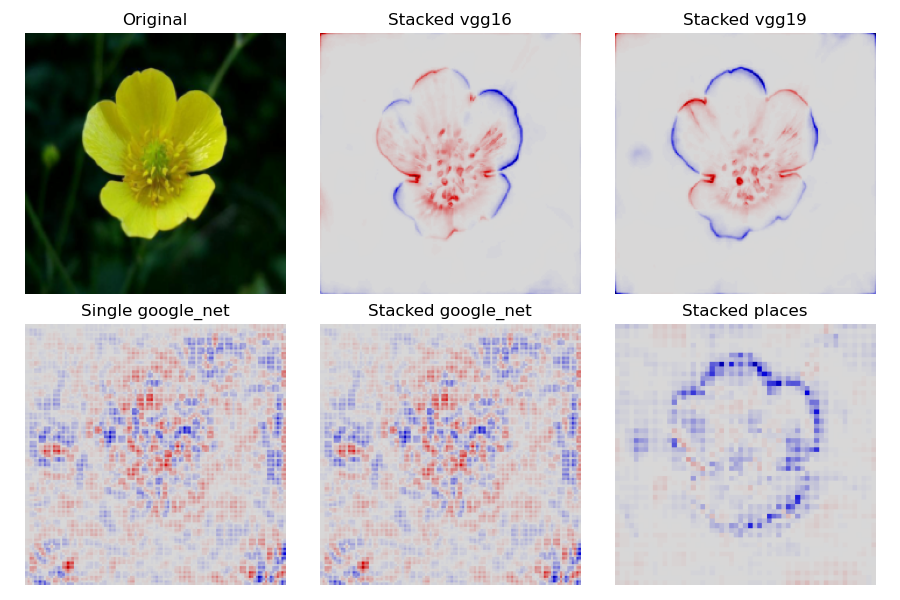 Original
Stacked vgg16
Stacked vgg19
Single google_net
Stacked google_net
Stacked places